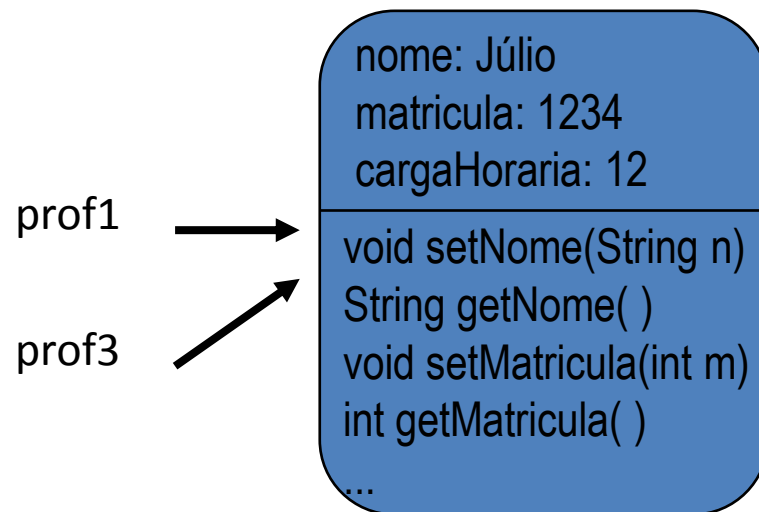 nome: Júlio
matricula: 1234
cargaHoraria: 12
prof1
void setNome(String n)
String getNome( )
prof3
void setMatricula(int m)
int getMatricula( )
...